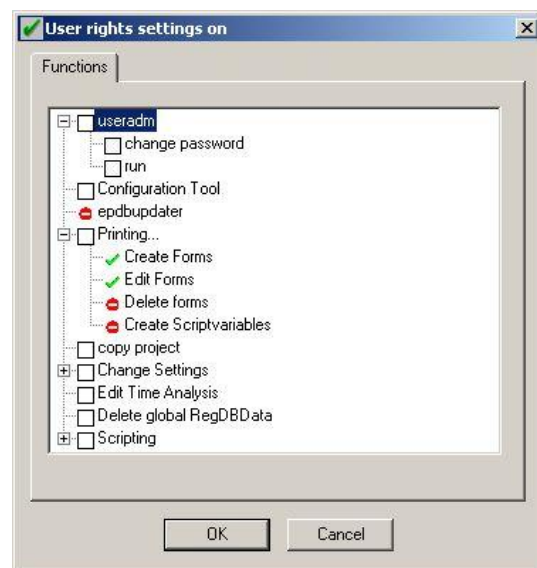 User rights settings on
Functions
useradm
change password
run
Configuration Tool
epdbupdater
Printing...
Create Forms
Edit Forms
Delete forms
Create Scriptvariables
copy project
Change Settings
Edit Time Analysis
Delete global RegDBData
Scripting
OK
Cancel